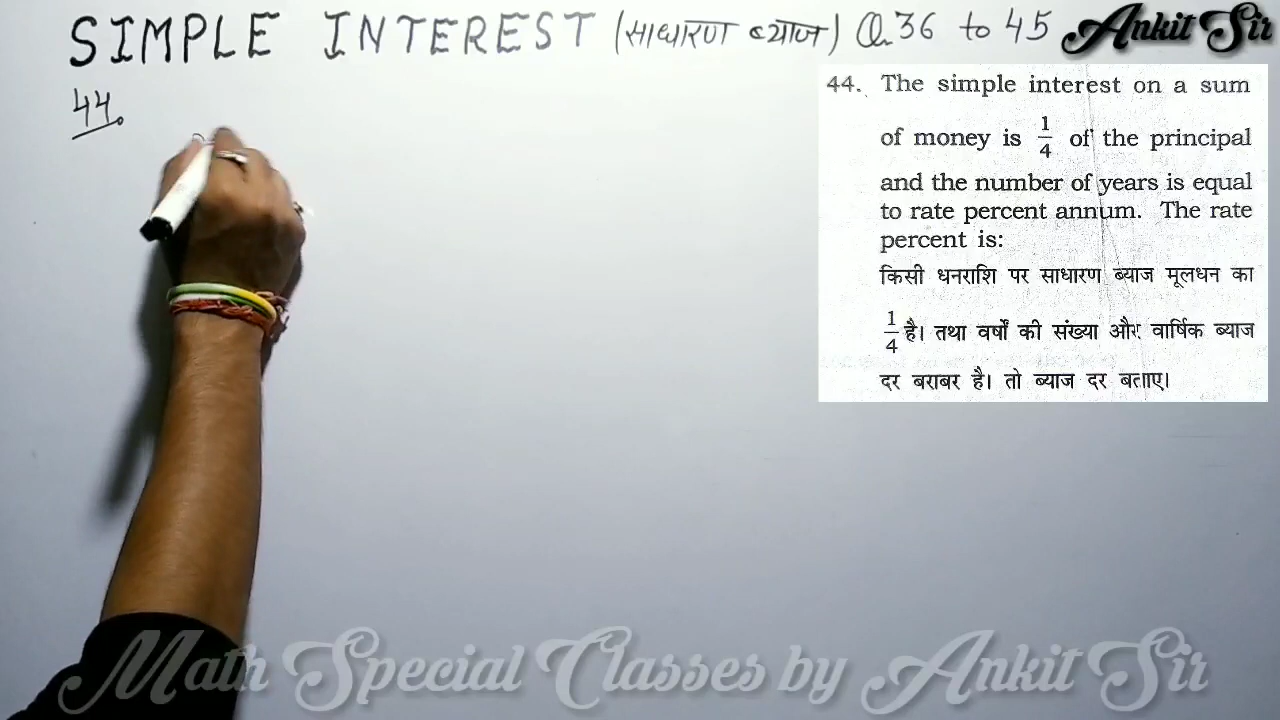 SIMPLE INTEREST (साधारण ब्याज) Q.36 to 45
Ankit Sir
44.
44. The simple interest on a sum
of money is 1/4 of the principal
and the number of years is equal
to rate percent annum. The rate
percent is:
किसी धनराशि पर साधारण ब्याज मूलधन का
1/4 है। तथा वर्षों की संख्या और वार्षिक ब्याज
दर बराबर है। तो ब्याज दर बताए।
Math Special Classes by Ankit Sir